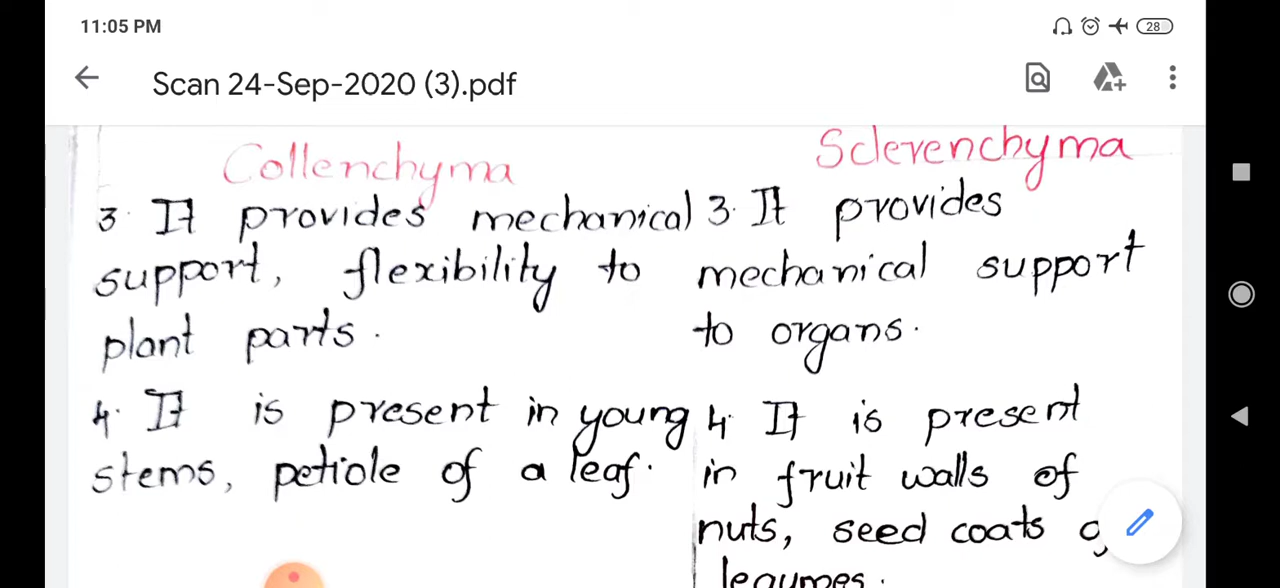 11:05 PM
28
Scan 24-Sep-2020 (3).pdf
Collenchyma
3. It provides mechanical
support, flexibility to
plant parts.
4. It is present in young
stems, petiole of a leaf.
Sclerenchyma
3. It provides
mechanical support
to organs.
4 It is present
in fruit walls of
nuts, seed coats
legumes.